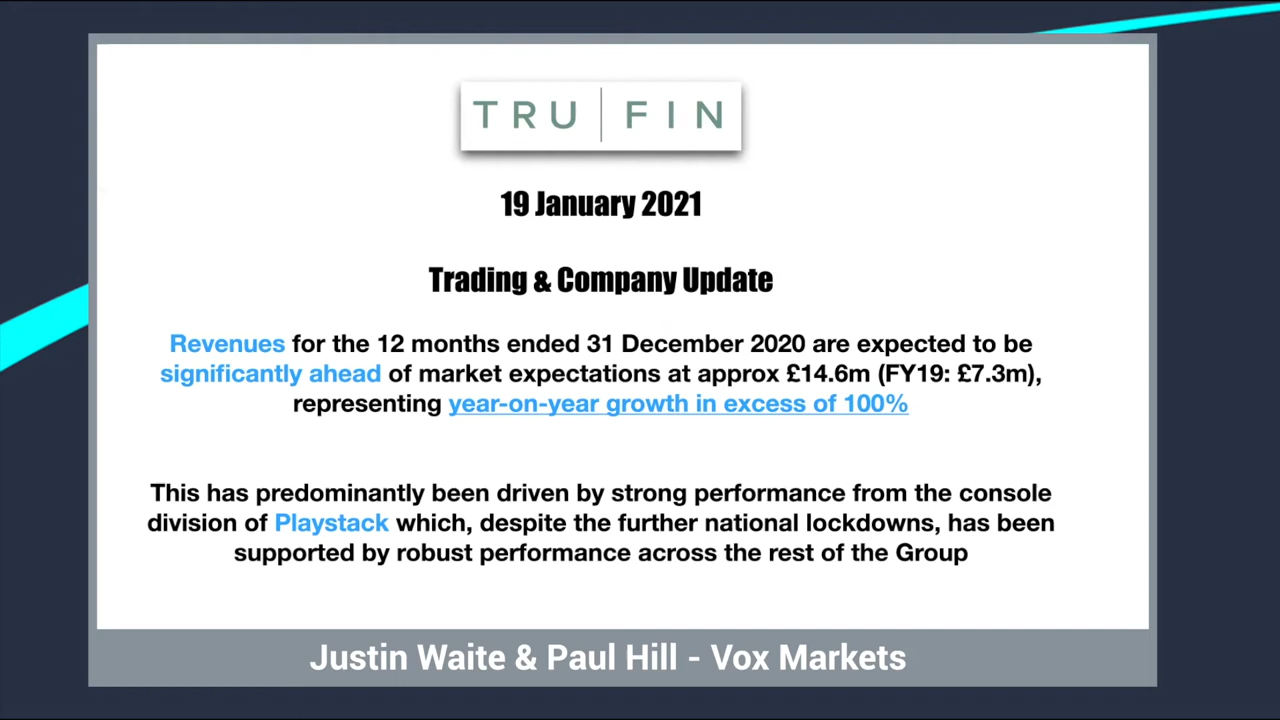 TRU | FIN
19 January 2021
Trading & Company Update
Revenues for the 12 months ended 31 December 2020 are expected to be
significantly ahead of market expectations at approx £14.6m (FY19: £7.3m),
representing year-on-year growth in excess of 100%
This has predominantly been driven by strong performance from the console
division of Playstack which, despite the further national lockdowns, has been
supported by robust performance across the rest of the Group
Justin Waite & Paul Hill - Vox Markets